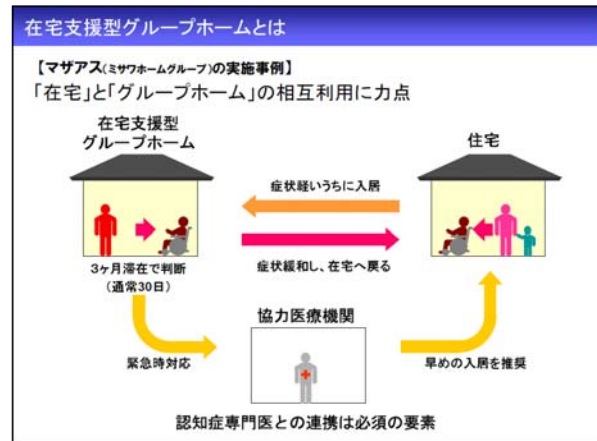 在宅支援型グループホームとは
【マザアス(ミサワホームグループ)の実施事例】
「在宅」と「グループホーム」の相互利用に力点
在宅支援型
グループホーム
住宅
症状軽いうちに入居
症状緩和し、在宅へ戻る
3ヶ月滞在で判断
(通常30日)
協力医療機関
緊急時対応
早めの入居を推奨
認知症専門医との連携は必須の要素